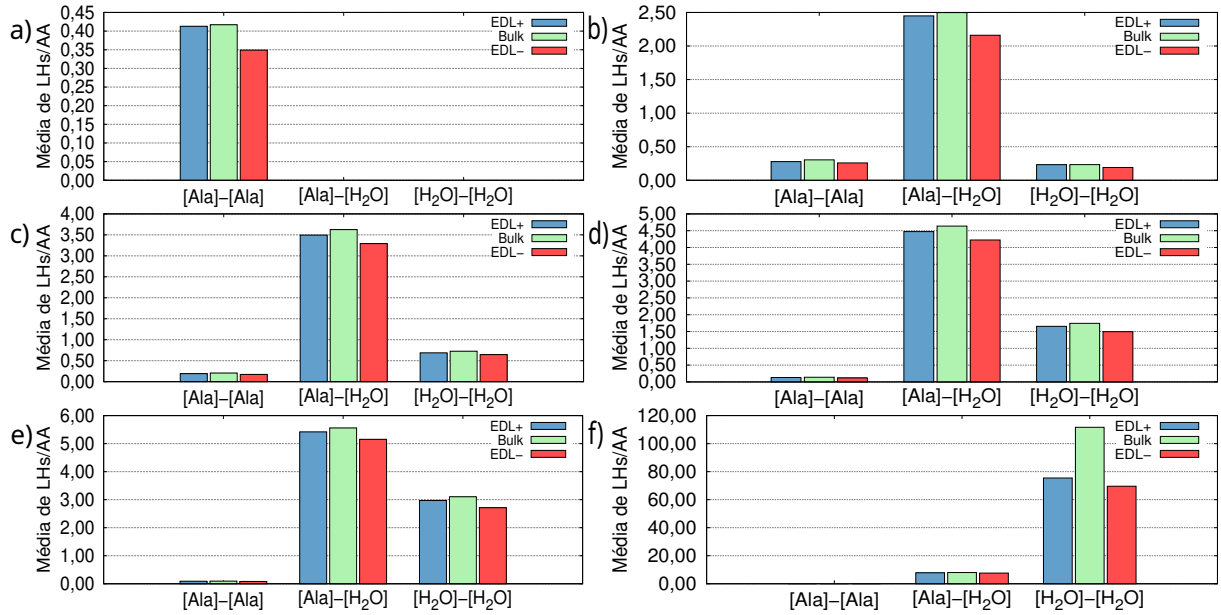 a)
Média de LHs/AA
0,45
0,40
0,35
0,30
0,25
0,20
0,15
0,10
0,05
0,00
EDL+
Bulk
EDL−
[Ala]−[Ala] [Ala]−[H₂O] [H₂O]−[H₂O]
b)
Média de LHs/AA
2,50
2,00
1,50
1,00
0,50
0,00
EDL+
Bulk
EDL−
[Ala]−[Ala] [Ala]−[H₂O] [H₂O]−[H₂O]
c)
Média de LHs/AA
4,00
3,50
3,00
2,50
2,00
1,50
1,00
0,50
0,00
EDL+
Bulk
EDL−
[Ala]−[Ala] [Ala]−[H₂O] [H₂O]−[H₂O]
d)
Média de LHs/AA
5,00
4,50
4,00
3,50
3,00
2,50
2,00
1,50
1,00
0,50
0,00
EDL+
Bulk
EDL−
[Ala]−[Ala] [Ala]−[H₂O] [H₂O]−[H₂O]
e)
Média de LHs/AA
6,00
5,00
4,00
3,00
2,00
1,00
0,00
EDL+
Bulk
EDL−
[Ala]−[Ala] [Ala]−[H₂O] [H₂O]−[H₂O]
f)
Média de LHs/AA
120,00
100,00
80,00
60,00
40,00
20,00
0,00
EDL+
Bulk
EDL−
[Ala]−[Ala] [Ala]−[H₂O] [H₂O]−[H₂O]